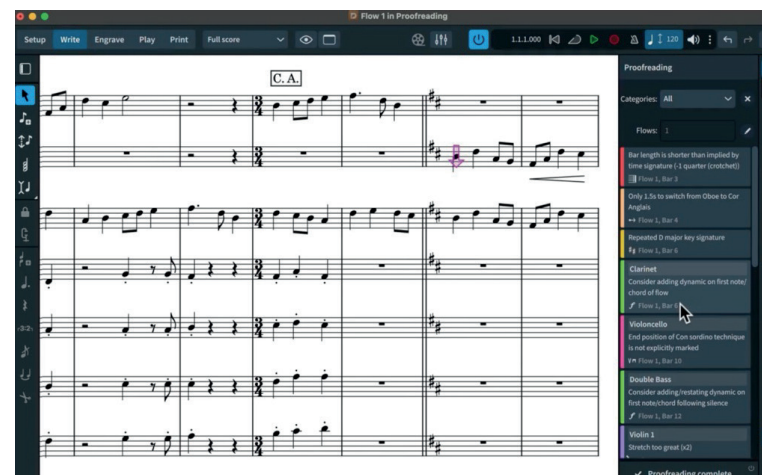 Flow 1 in Proofreading
Setup Write Engrave Play Print Full score 1.1.1.000 120
Proofreading
Categories: All
Flows: 1
C. A.
Bar length is shorter than implied by
time signature (-1 quarter (crotchet))
Flow 1, Bar 3
Only 1.5s to switch from Oboe to Cor
Anglais
Flow 1, Bar 4
Repeated D major key signature
Flow 1, Bar 6
Clarinet
Consider adding dynamic on first note/
chord of flow
Flow 1, Bar 6
Violoncello
End position of Con sordino technique
is not explicitly marked
Flow 1, Bar 10
Double Bass
Consider adding/restating dynamic on
first note/chord following silence
Flow 1, Bar 12
Violin 1
Stretch too great (x2)
Proofreading complete